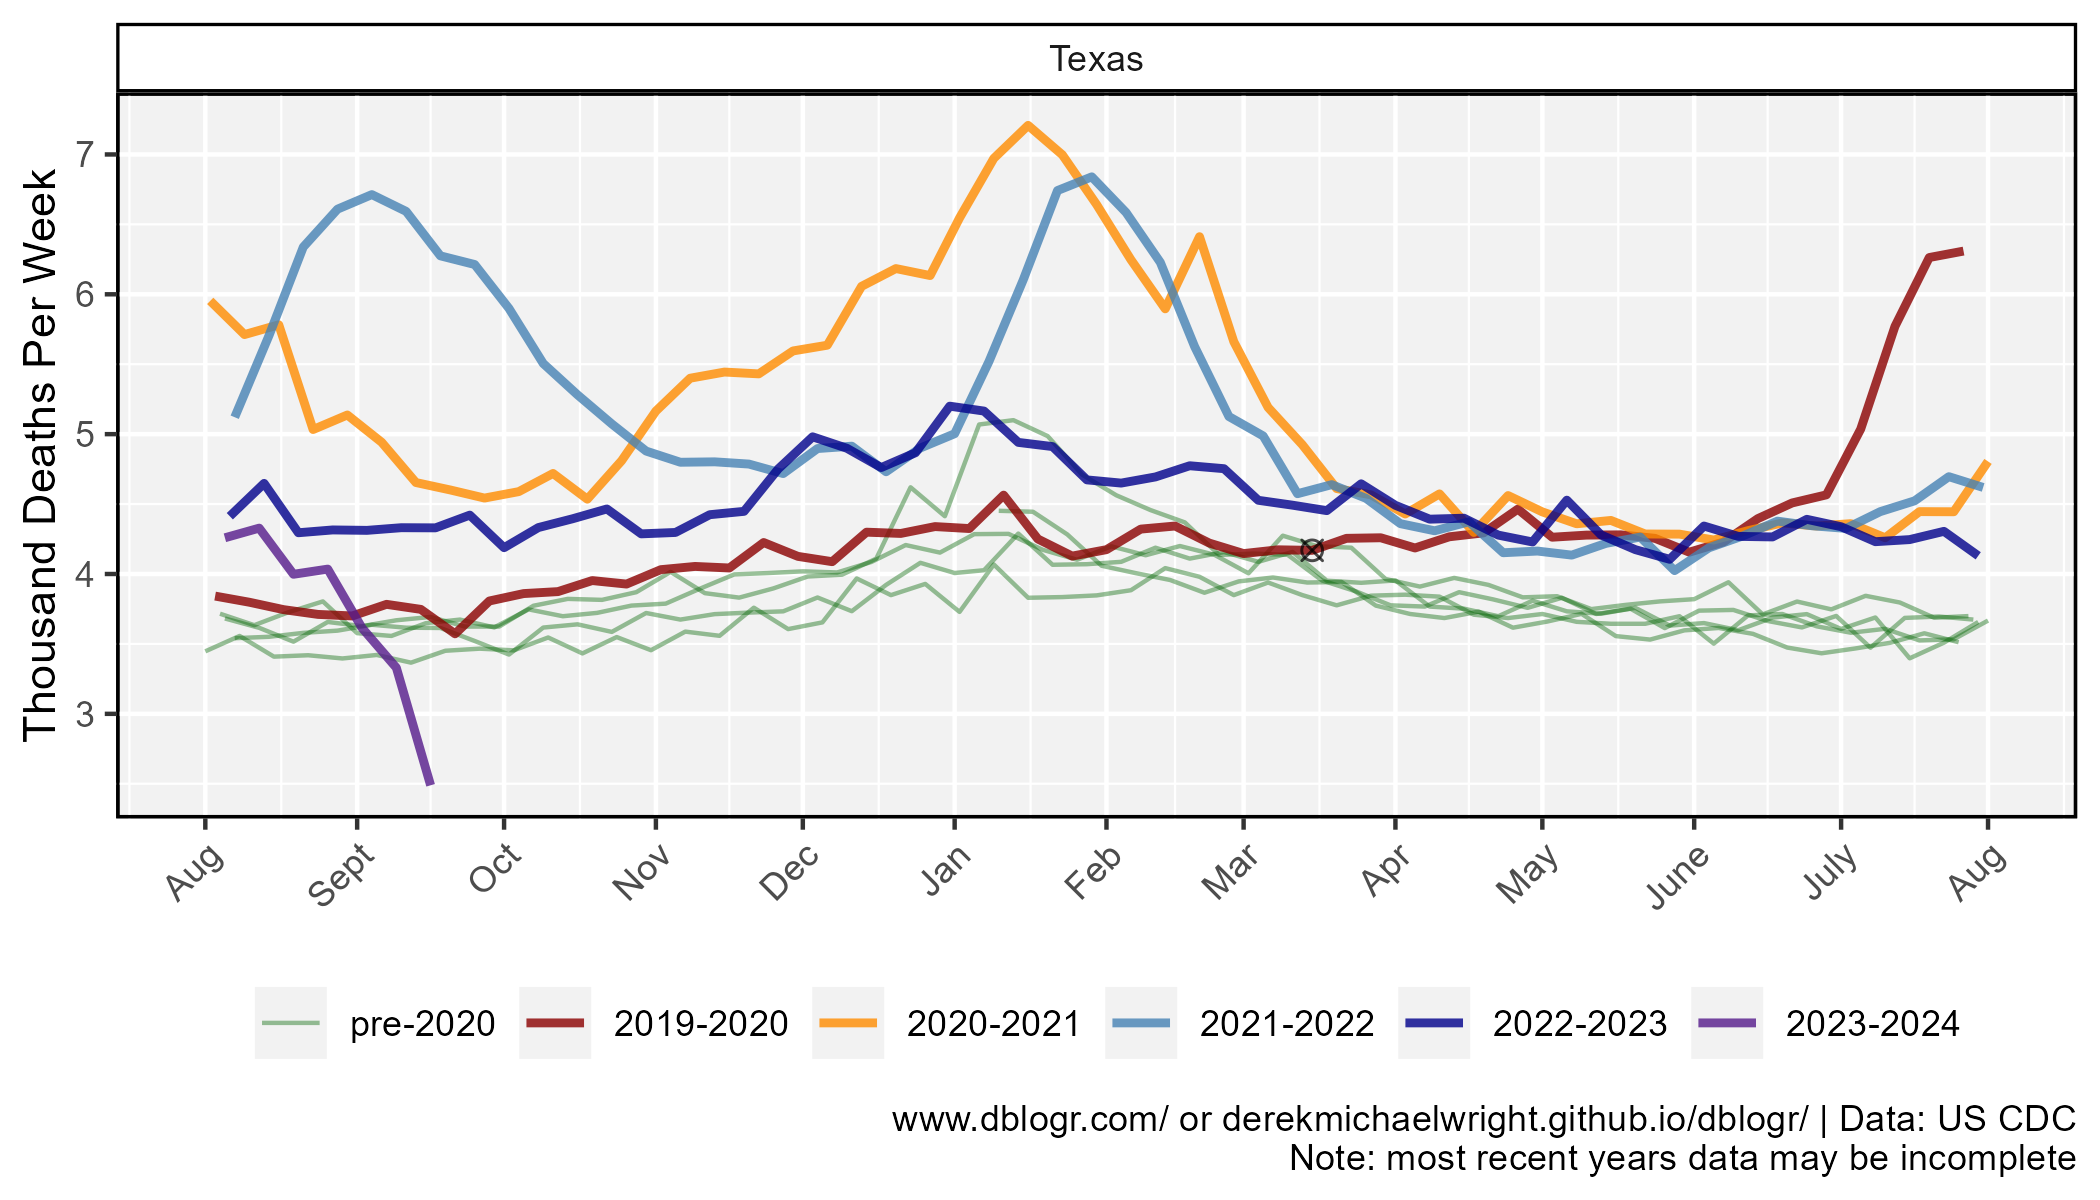 Texas
Thousand Deaths Per Week
7
6
5
4
3
Aug
Sept
Oct
Nov
Dec
Jan
Feb
Mar
Apr
May
June
July
Aug
pre-2020
2019-2020
2020-2021
2021-2022
2022-2023
2023-2024
www.dblogr.com/ or derekmichaelwright.github.io/dblogr/ | Data: US CDC
Note: most recent years data may be incomplete